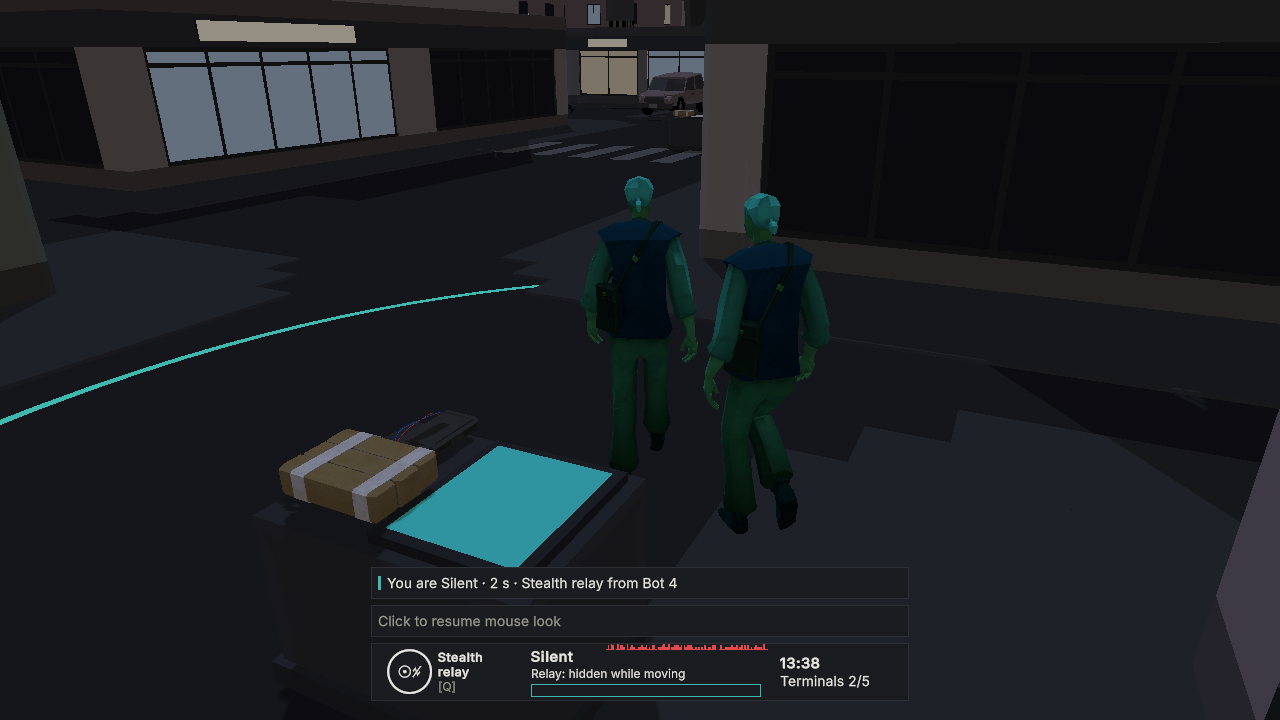 You are Silent · 2 s · Stealth relay from Bot 4
Click to resume mouse look
Stealth relay
[Q]
Silent
Relay: hidden while moving
13:38
Terminals 2/5